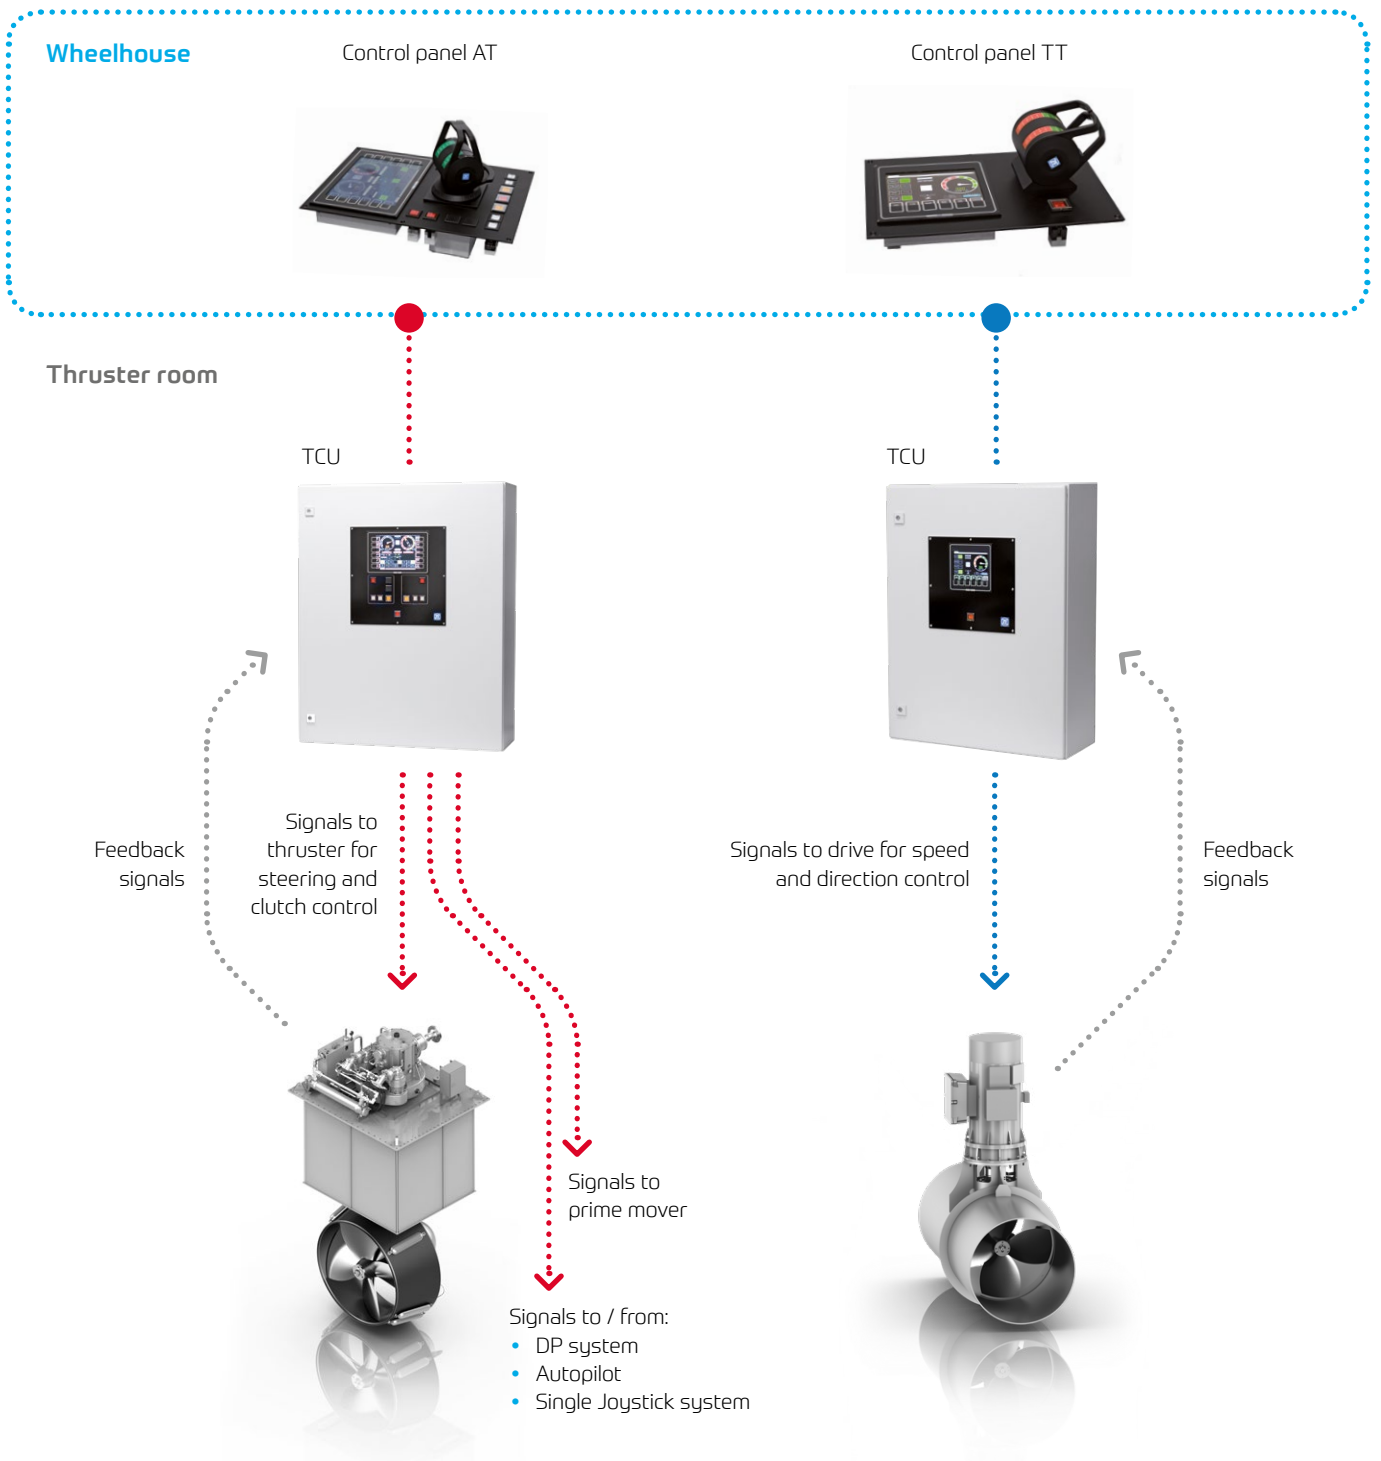 Wheelhouse
Control panel AT
Control panel TT
Thruster room
TCU
TCU
Feedback
signals
Signals to
thruster for
steering and
clutch control
Signals to drive for speed
and direction control
Feedback
signals
Signals to
prime mover
Signals to / from:
• DP system
• Autopilot
• Single Joystick system